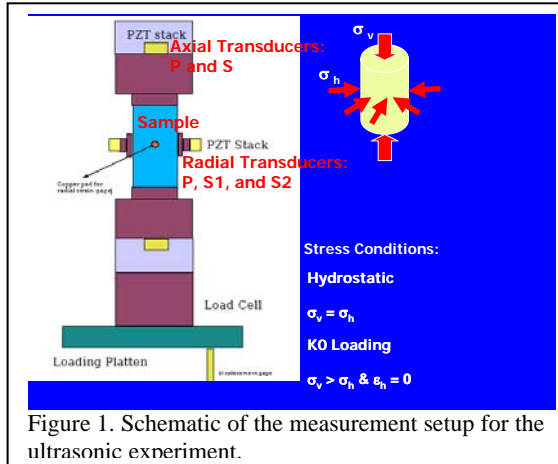 PZT stack
Axial Transducers:
P and S
Sample
PZT Stack
Radial Transducers:
P, S1, and S2
Copper pad for
radial strain gage
Load Cell
Loading Platten
σv
σh
Stress Conditions:
Hydrostatic
σv = σh
K0 Loading
σv > σh & εh = 0
Figure 1. Schematic of the measurement setup for the
ultrasonic experiment.